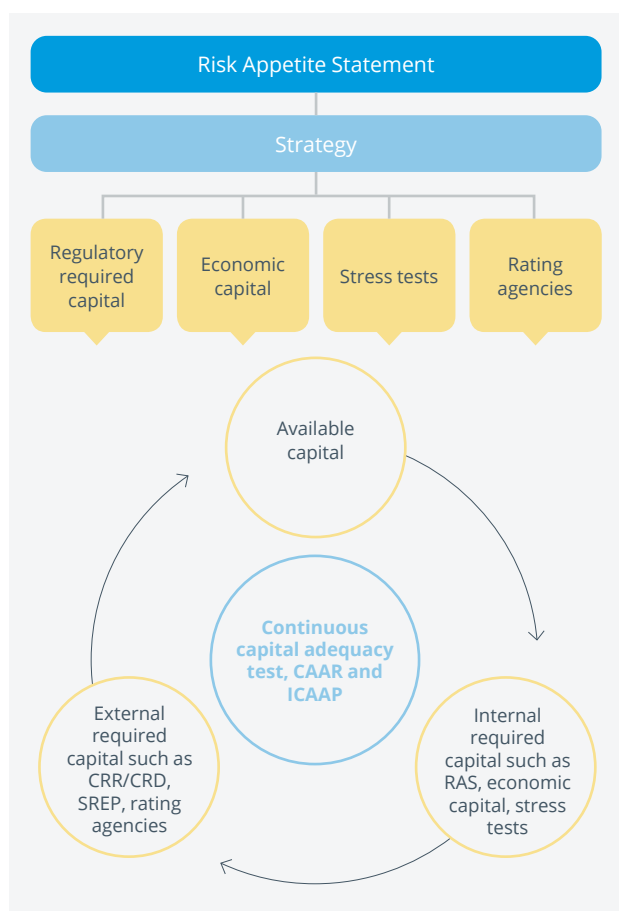 Risk Appetite Statement
Strategy
Regulatory
required
capital
Economic
capital
Stress tests
Rating
agencies
Available
capital
Continuous
capital adequacy
test, CAAR and
ICAAP
External
required
capital such as
CRR/CRD,
SREP, rating
agencies
Internal
required
capital such as
RAS, economic
capital, stress
tests